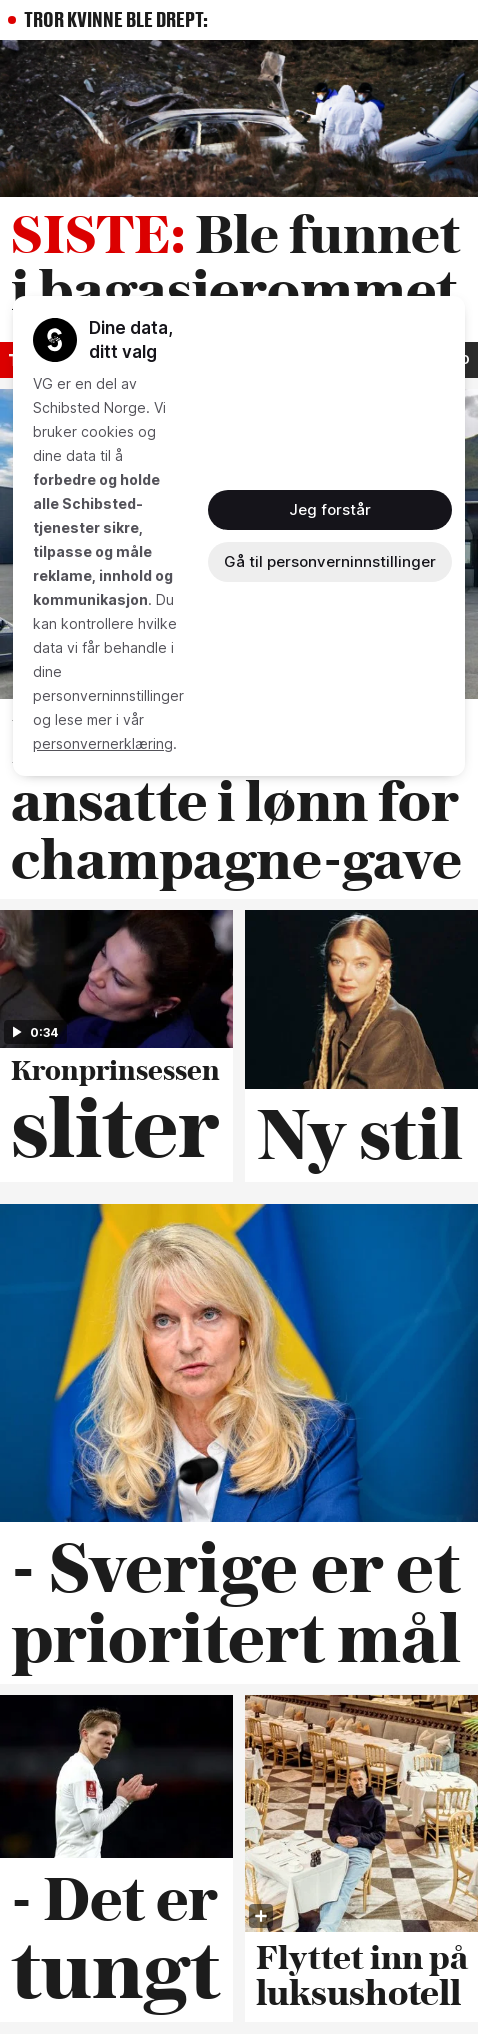 TROR KVINNE BLE DREPT:
SISTE: Ble funnet
i bagasjerommet
Dine data,
ditt valg
VG er en del av
Schibsted Norge. Vi
bruker cookies og
dine data til å
forbedre og holde
alle Schibsted-
tjenester sikre,
tilpasse og måle
reklame, innhold og
kommunikasjon. Du
kan kontrollere hvilke
data vi får behandle i
dine
personverninnstillinger
og lese mer i vår
personvernerklæring.
Jeg forstår
Gå til personverninnstillinger
ansatte i lønn for
champagne-gave
0:34
Kronprinsessen
sliter
Ny stil
- Sverige er et
prioritert mål
- Det er
tungt
Flyttet inn på
luksushotell